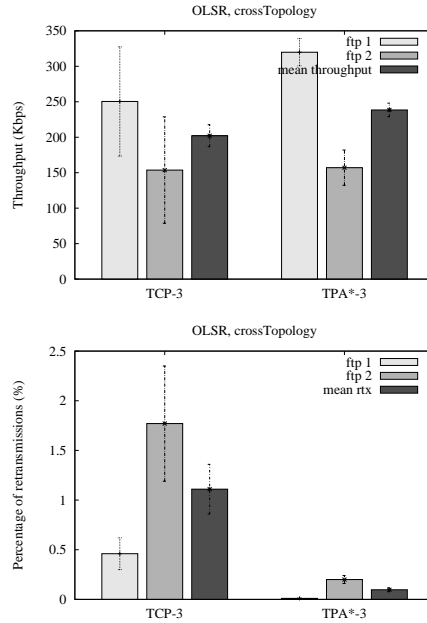 OLSR, crossTopology
350
300
250
200
150
100
50
0
Throughput (Kbps)
ftp 1
ftp 2
mean throughput
TCP-3
TPA*-3
OLSR, crossTopology
2.5
2
1.5
1
0.5
0
Percentage of retransmissions (%)
ftp 1
ftp 2
mean rtx
TCP-3
TPA*-3